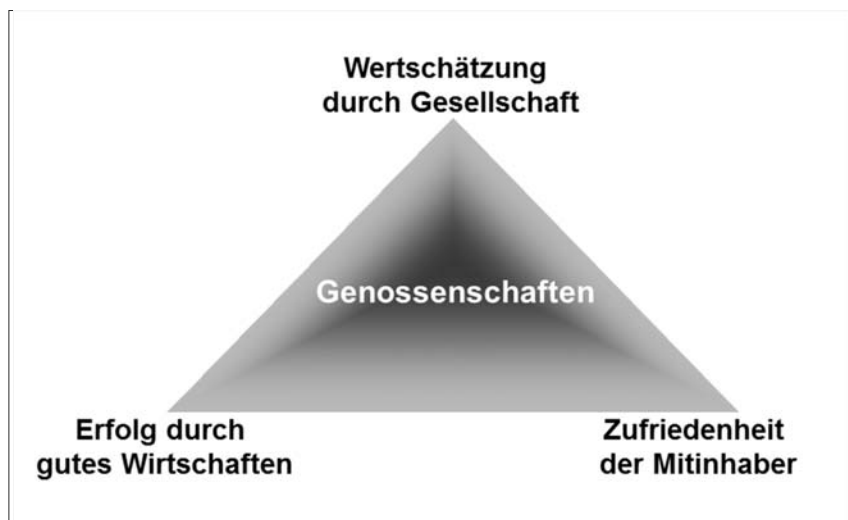 Wertschätzung
durch Gesellschaft
Genossenschaften
Erfolg durch
gutes Wirtschaften
Zufriedenheit
der Mitinhaber